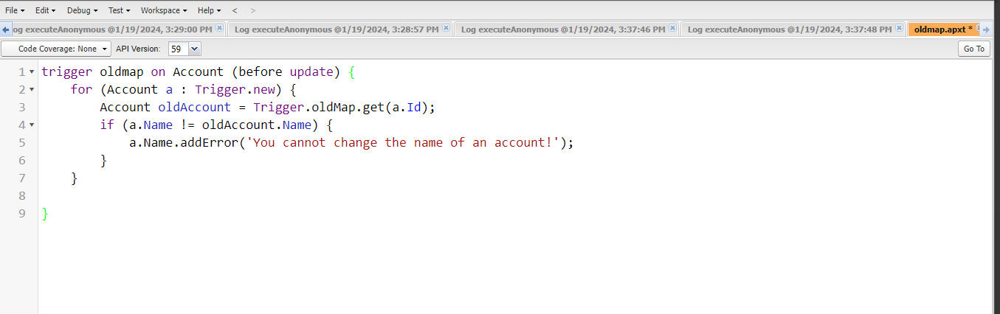 File Edit Debug Test Workspace Help < >
og executeAnonymous @1/19/2024, 3:29:00 PM Log executeAnonymous @1/19/2024, 3:28:57 PM Log executeAnonymous @1/19/2024, 3:37:46 PM Log executeAnonymous @1/19/2024, 3:37:48 PM oldmap.apxt *
Code Coverage: None API Version: 59 Go To
1 trigger oldmap on Account (before update) {
2     for (Account a : Trigger.new) {
3         Account oldAccount = Trigger.oldMap.get(a.Id);
4         if (a.Name != oldAccount.Name) {
5             a.Name.addError('You cannot change the name of an account!');
6         }
7     }
8
9 }